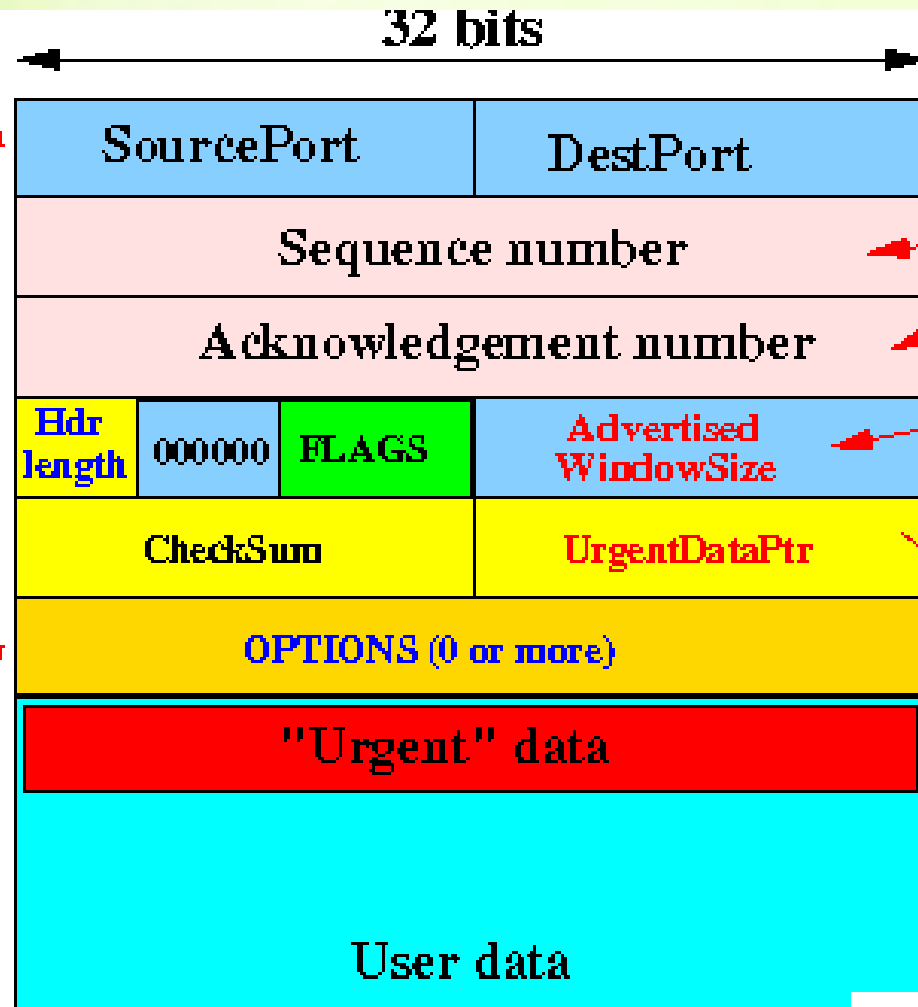 32 bits
SourcePort DestPort
Sequence number
Acknowledgement number
Hdr
length
000000
FLAGS
Advertised
WindowSize
CheckSum
UrgentDataPtr
OPTIONS (0 or more)
"Urgent" data
User data